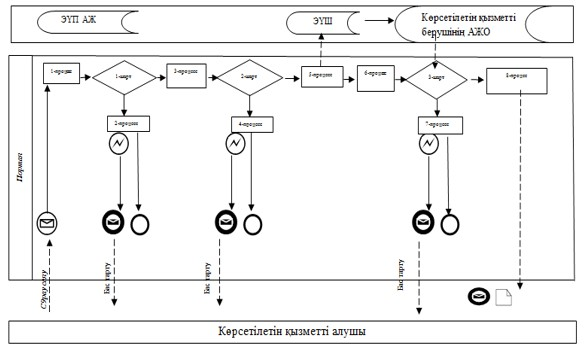 ЭҮП АЖ
ЭҮШ
Көрсетілетін қызметті
берушінің АЖО
1-процесс
1-шарт
3-процесс
2-шарт
5-процесс
6-процесс
3-шарт
8-процесс
2-процесс
4-процесс
7-процесс
Портал
Сұрау салу
Бас тарту
Бас тарту
Бас тарту
Көрсетілетін қызметті алушы